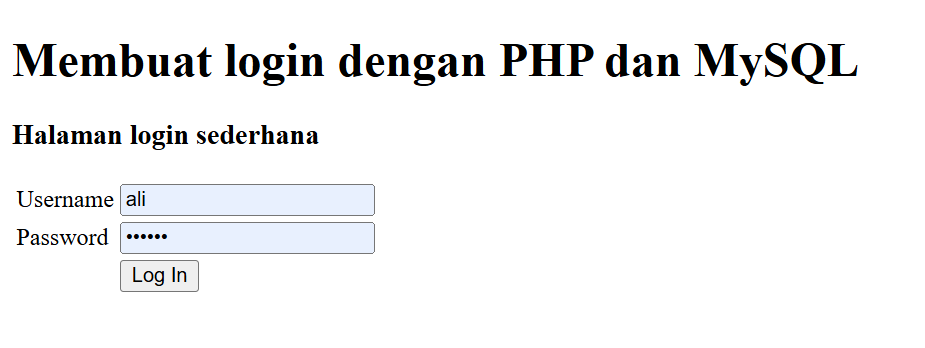 Membuat login dengan PHP dan MySQL
Halaman login sederhana
Username ali
Password ••••••
Log In